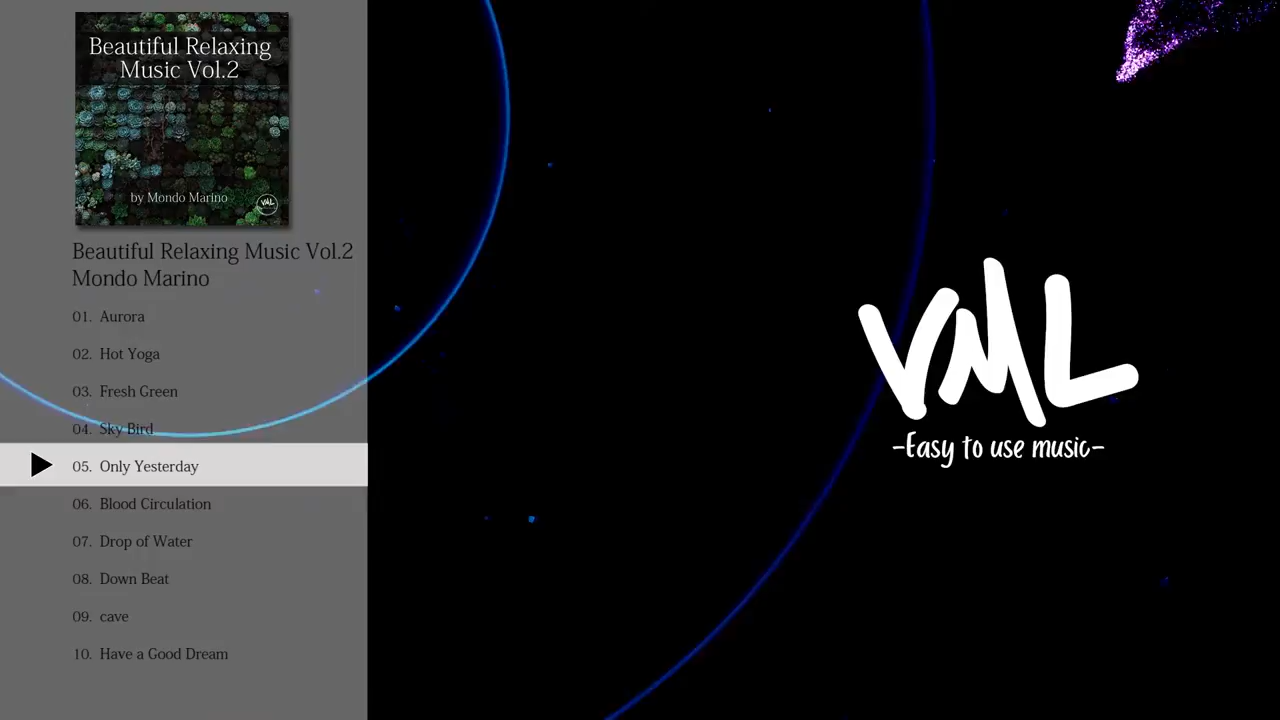 Beautiful Relaxing
Music Vol.2
by Mondo Marino
VML
Beautiful Relaxing Music Vol.2
Mondo Marino
01. Aurora
02. Hot Yoga
03. Fresh Green
04. Sky Bird
05. Only Yesterday
06. Blood Circulation
07. Drop of Water
08. Down Beat
09. cave
10. Have a Good Dream
VML
-Easy to use music-